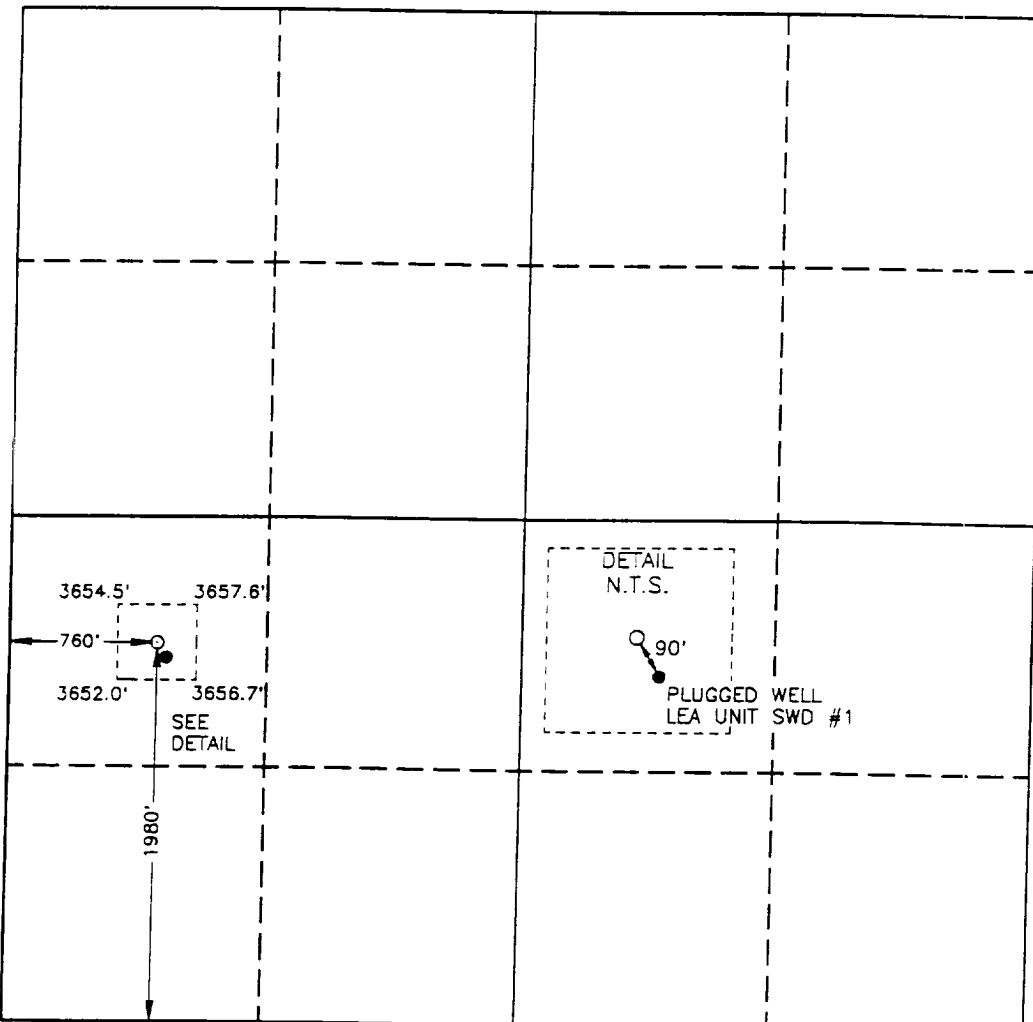 DETAIL
N.T.S.
3654.5' 3657.6'
760'
90'
3652.0' 3656.7'
PLUGGED WELL
LEA UNIT SWD #1
SEE
DETAIL
1980'